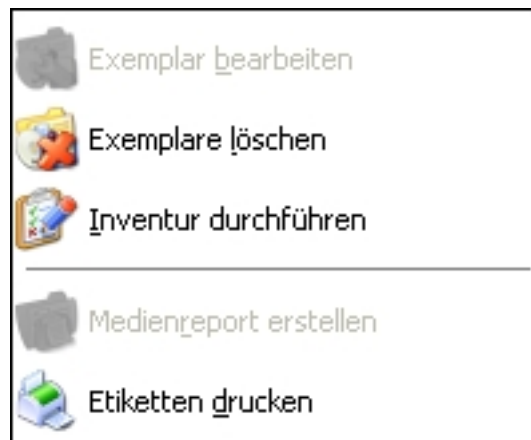 Exemplar bearbeiten
Exemplare löschen
Inventur durchführen
Medienreport erstellen
Etiketten drucken